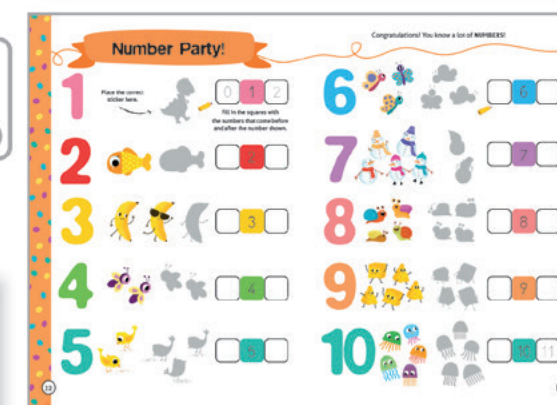 Number Party!
Congratulations! You know a lot of NUMBERS!
1
Place the correct
sticker here.
0 1 2
Fill in the squares with
the numbers that come before
and after the number shown.
2
2
3
3
4
4
5
5
6
6
7
7
8
8
9
9
10
10 11
32